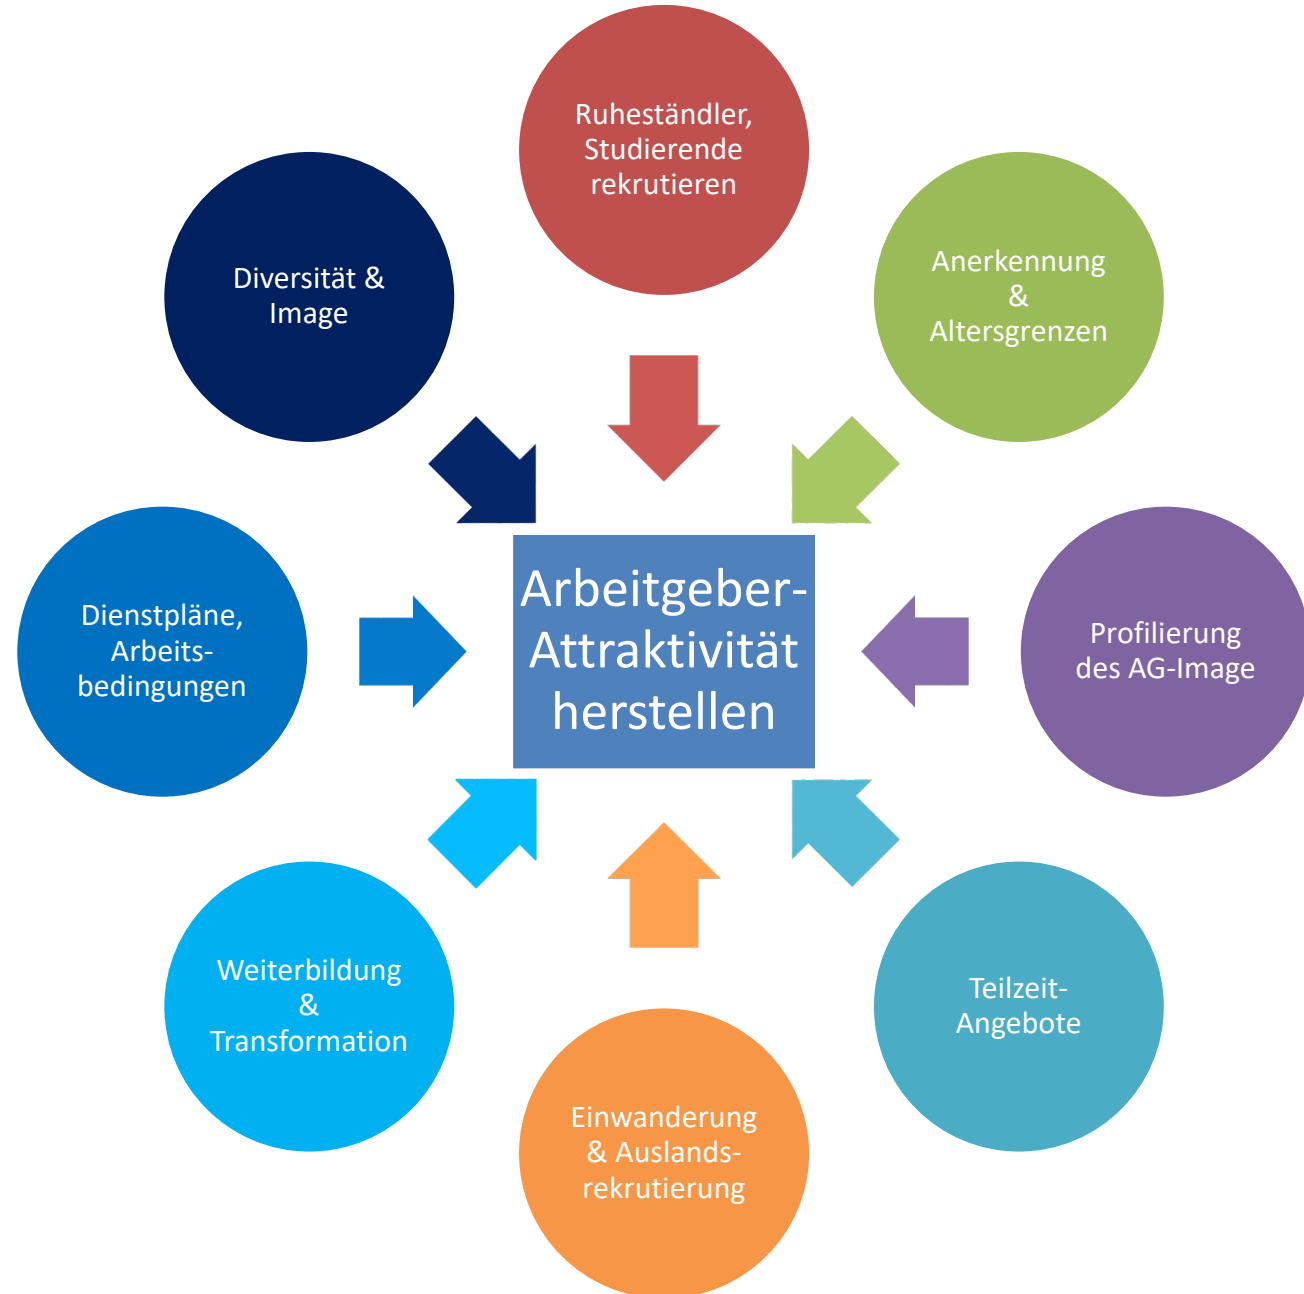 Ruheständler,
Studierende
rekrutieren
Anerkennung
&
Altersgrenzen
Profilierung
des AG-Image
Teilzeit-
Angebote
Einwanderung
& Auslands-
rekrutierung
Weiterbildung
&
Transformation
Dienstpläne,
Arbeits-
bedingungen
Diversität &
Image
Arbeitgeber-
Attraktivität
herstellen